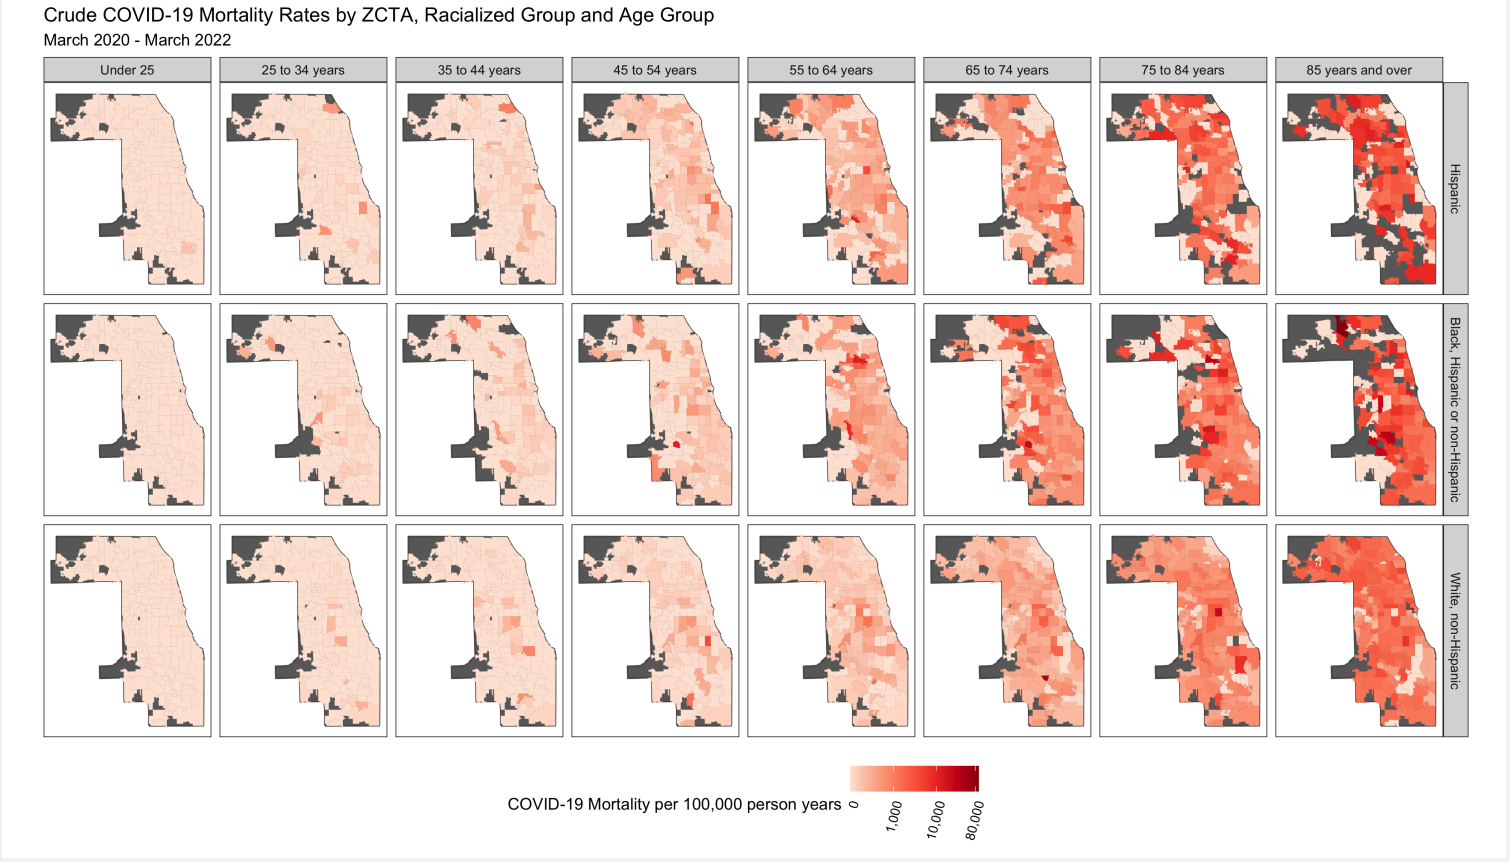 Crude COVID-19 Mortality Rates by ZCTA, Racialized Group and Age Group
March 2020 - March 2022
Under 25
25 to 34 years
35 to 44 years
45 to 54 years
55 to 64 years
65 to 74 years
75 to 84 years
85 years and over
Hispanic
Black, Hispanic or non-Hispanic
White, non-Hispanic
COVID-19 Mortality per 100,000 person years
0
1,000
10,000
80,000